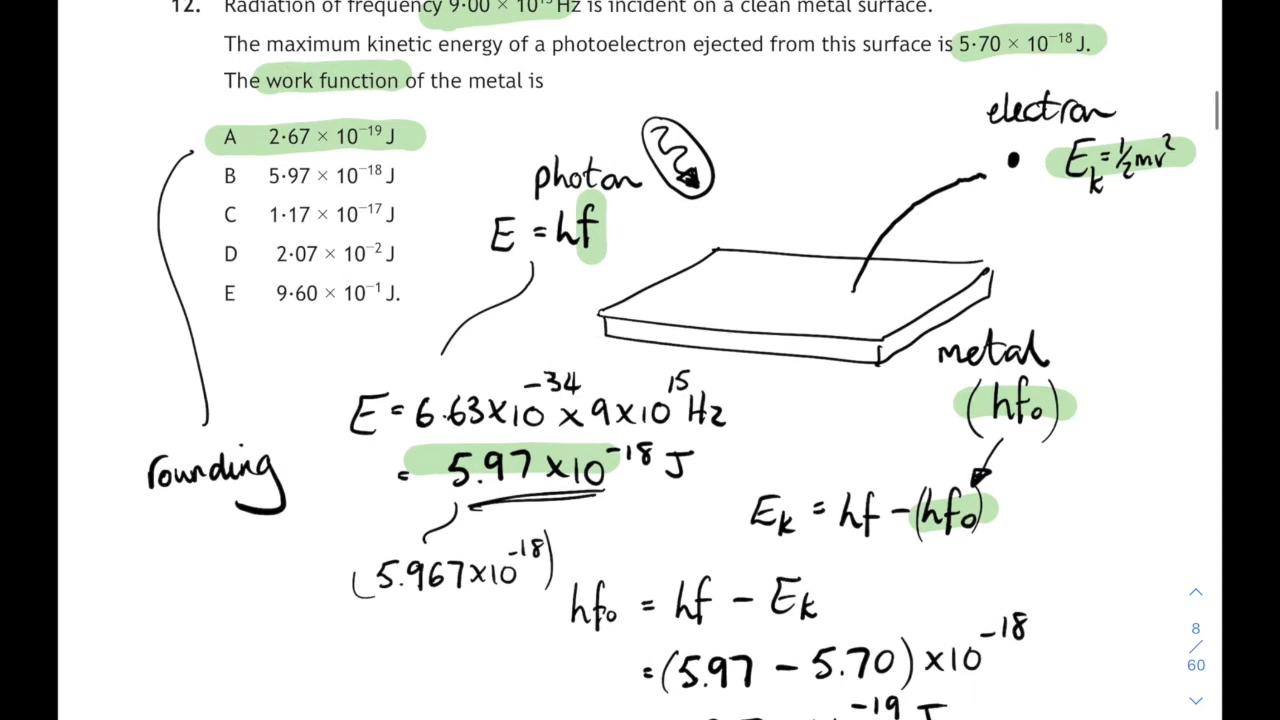 12. Radiation of frequency 9·00 × 10¹⁵ Hz is incident on a clean metal surface.
The maximum kinetic energy of a photoelectron ejected from this surface is 5·70 × 10⁻¹⁸ J.
The work function of the metal is
A 2·67 × 10⁻¹⁹ J
B 5·97 × 10⁻¹⁸ J
C 1·17 × 10⁻¹⁷ J
D 2·07 × 10⁻² J
E 9·60 × 10⁻¹ J.
rounding
photon
E = hf
electron
Eₖ = ½mv²
metal
(hf₀)
E = 6.63×10⁻³⁴ × 9×10¹⁵ Hz
= 5.97 ×10⁻¹⁸ J
(5.967×10⁻¹⁸)
Eₖ = hf - (hf₀)
hf₀ = hf - Eₖ
= (5.97 - 5.70) ×10⁻¹⁸
⁻¹⁹ J
8
/
60